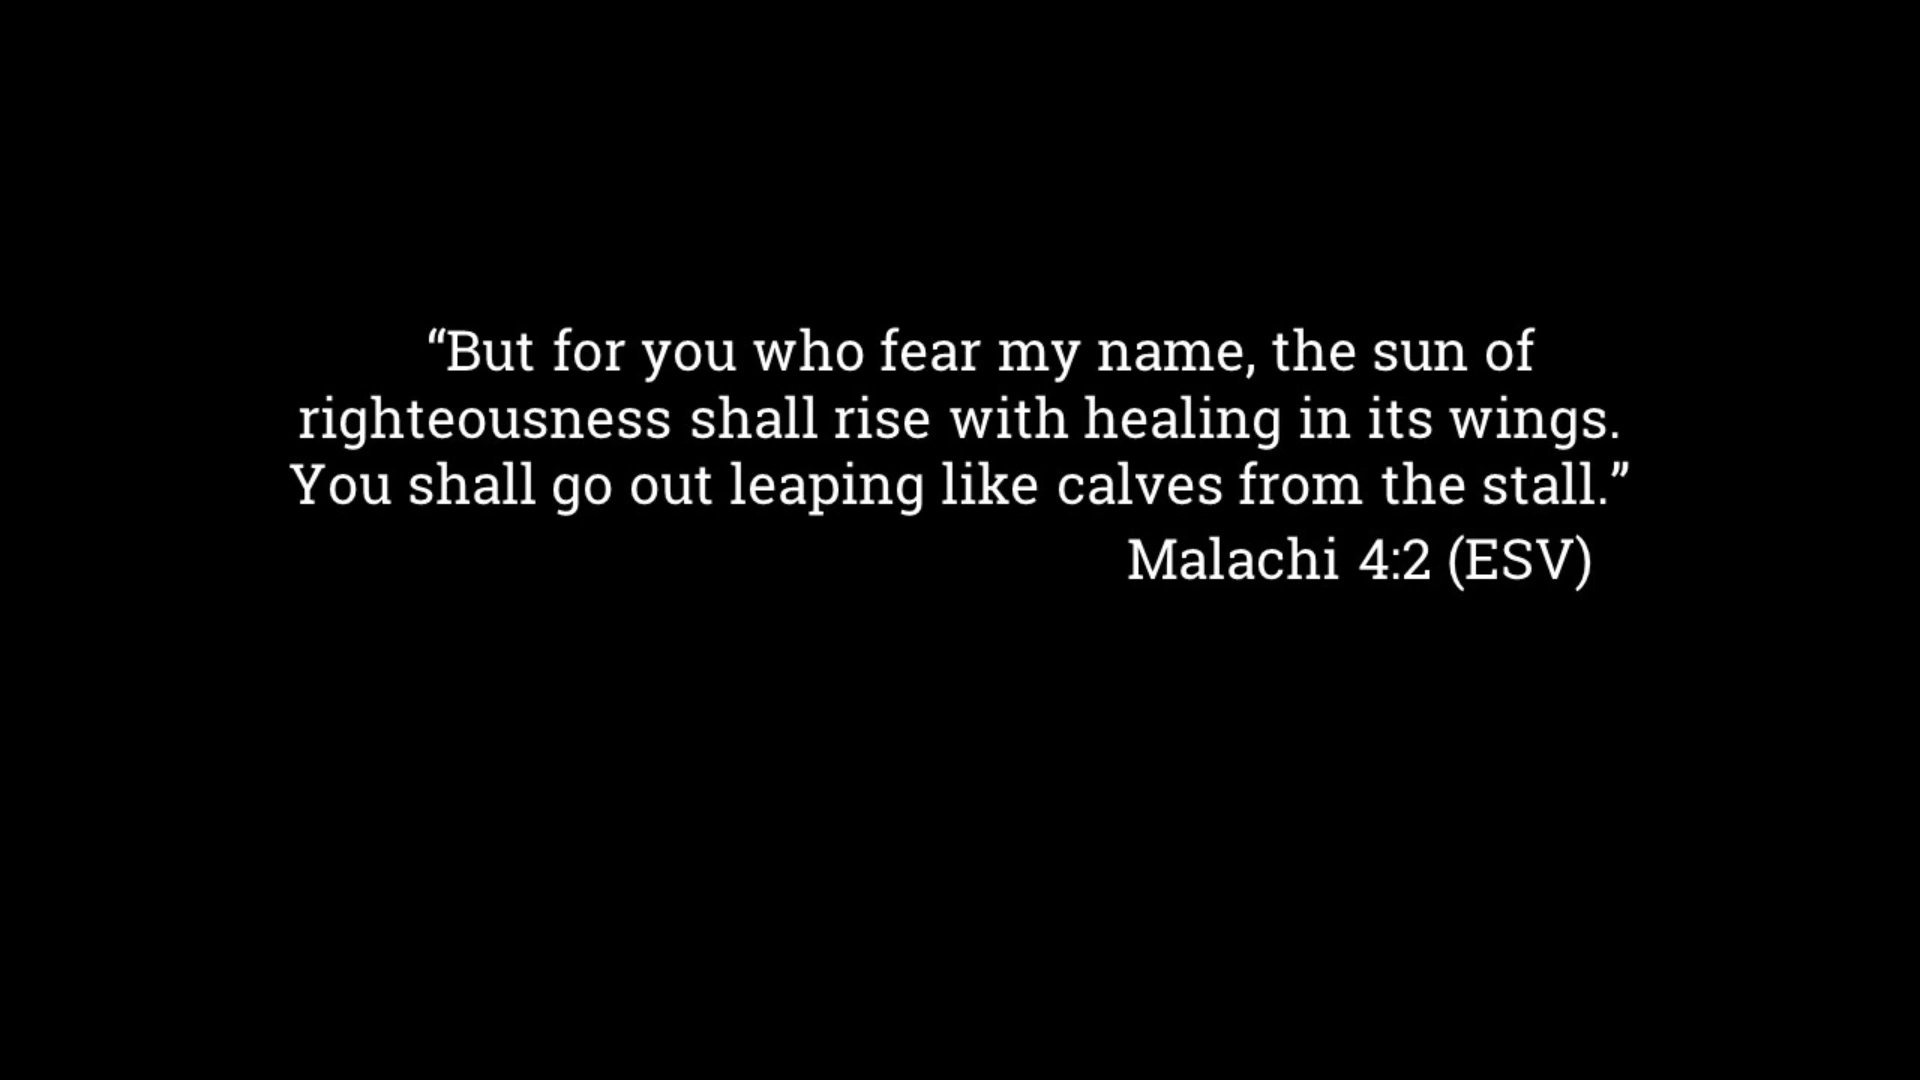 “But for you who fear my name, the sun of
righteousness shall rise with healing in its wings.
You shall go out leaping like calves from the stall.”
Malachi 4:2 (ESV)